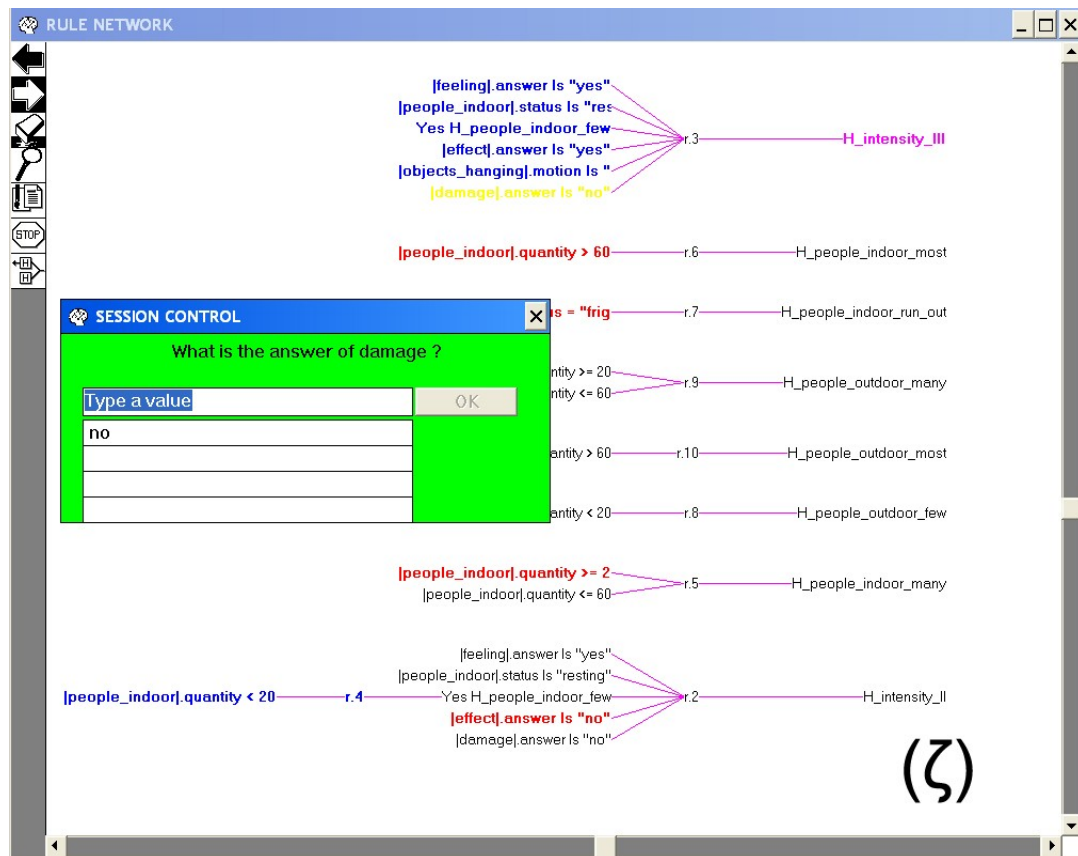 RULE NETWORK
STOP
H
H
|feeling|.answer Is "yes"
|people_indoor|.status Is "res
Yes H_people_indoor_few
|effect|.answer Is "yes"
|objects_hanging|.motion Is "
|damage|.answer Is "no"
r.3
H_intensity_III
|people_indoor|.quantity > 60
r.6
H_people_indoor_most
SESSION CONTROL
What is the answer of damage ?
Type a value
OK
no
us = "frig
r.7
H_people_indoor_run_out
ntity >= 20
ntity <= 60
r.9
H_people_outdoor_many
antity > 60
r.10
H_people_outdoor_most
antity < 20
r.8
H_people_outdoor_few
|people_indoor|.quantity >= 2
|people_indoor|.quantity <= 60
r.5
H_people_indoor_many
|people_indoor|.quantity < 20
r.4
|feeling|.answer Is "yes"
|people_indoor|.status Is "resting"
Yes H_people_indoor_few
|effect|.answer Is "no"
|damage|.answer Is "no"
r.2
H_intensity_II
(ζ)